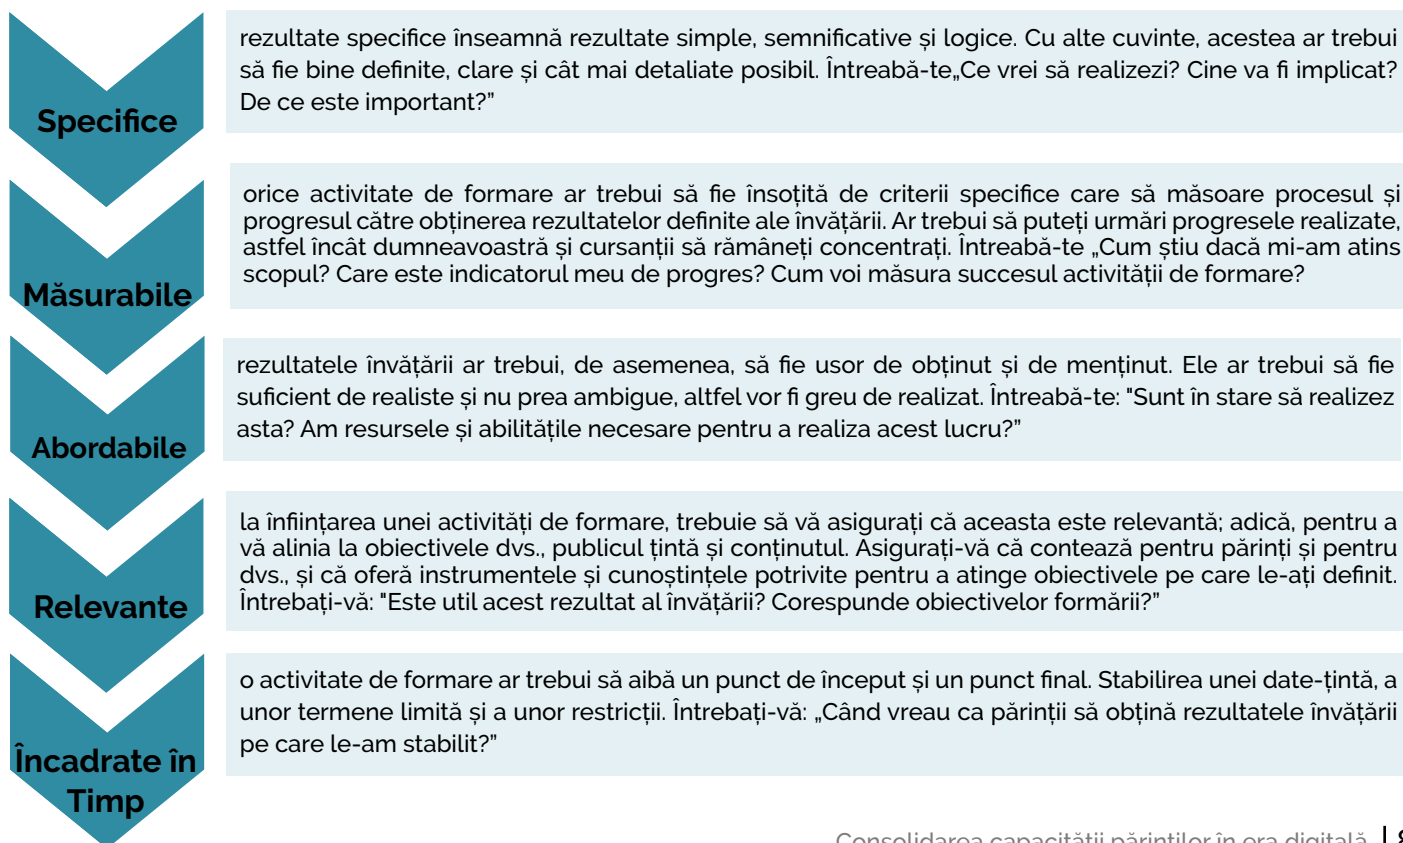 Specifice
rezultate specifice înseamnă rezultate simple, semnificative și logice. Cu alte cuvinte, acestea ar trebui
să fie bine definite, clare și cât mai detaliate posibil. Întreabă-te„Ce vrei să realizezi? Cine va fi implicat?
De ce este important?”
Măsurabile
orice activitate de formare ar trebui să fie însoțită de criterii specifice care să măsoare procesul și
progresul către obținerea rezultatelor definite ale învățării. Ar trebui să puteți urmări progresele realizate,
astfel încât dumneavoastră și cursanții să rămâneți concentrați. Întreabă-te „Cum știu dacă mi-am atins
scopul? Care este indicatorul meu de progres? Cum voi măsura succesul activității de formare?
Abordabile
rezultatele învățării ar trebui, de asemenea, să fie usor de obținut și de menținut. Ele ar trebui să fie
suficient de realiste și nu prea ambigue, altfel vor fi greu de realizat. Întreabă-te: "Sunt în stare să realizez
asta? Am resursele și abilitățile necesare pentru a realiza acest lucru?”
Relevante
la înființarea unei activități de formare, trebuie să vă asigurați că aceasta este relevantă; adică, pentru a
vă alinia la obiectivele dvs., publicul țintă și conținutul. Asigurați-vă că contează pentru părinți și pentru
dvs., și că oferă instrumentele și cunoștințele potrivite pentru a atinge obiectivele pe care le-ați definit.
Întrebați-vă: "Este util acest rezultat al învățării? Corespunde obiectivelor formării?”
Încadrate în
Timp
o activitate de formare ar trebui să aibă un punct de început și un punct final. Stabilirea unei date-țintă, a
unor termene limită și a unor restricții. Întrebați-vă: „Când vreau ca părinții să obțină rezultatele învățării
pe care le-am stabilit?”
Consolidarea capacității părinților în era digitală |